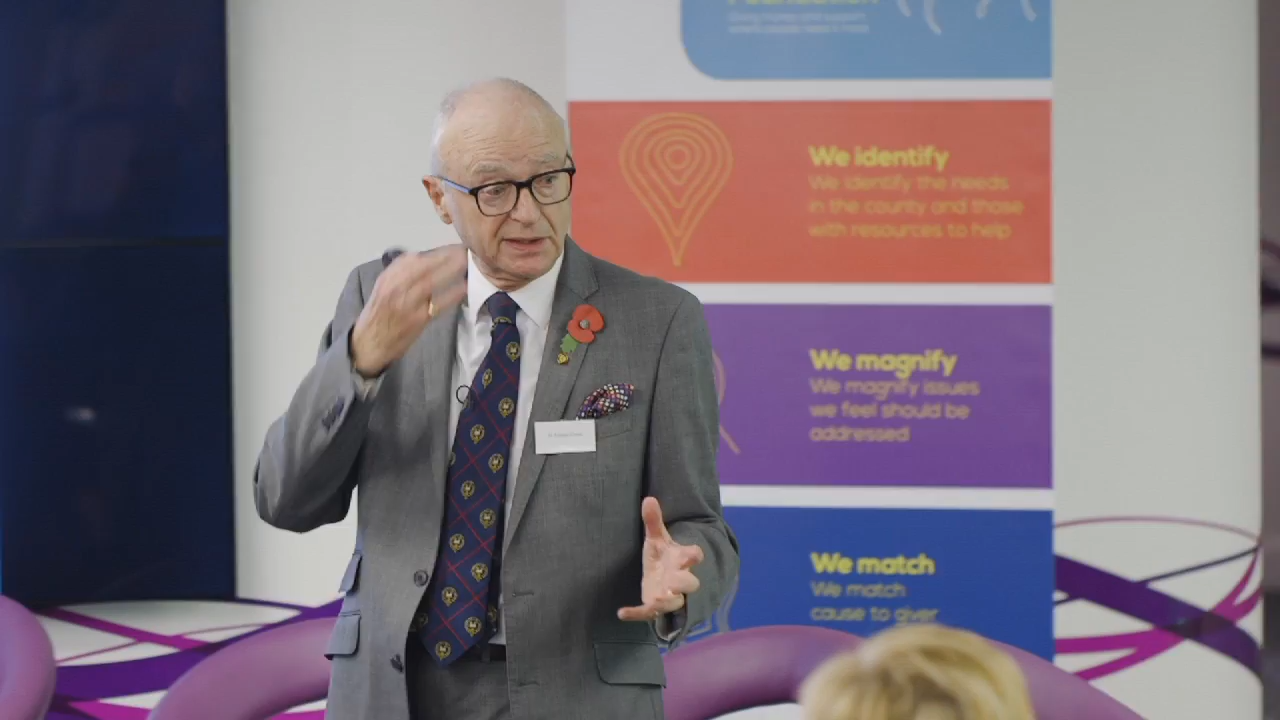 Foundation
We identify
We identify the needs
in the county and those
with resources to help
We magnify
We magnify issues
we feel should be
addressed
We match
We match
cause to giver